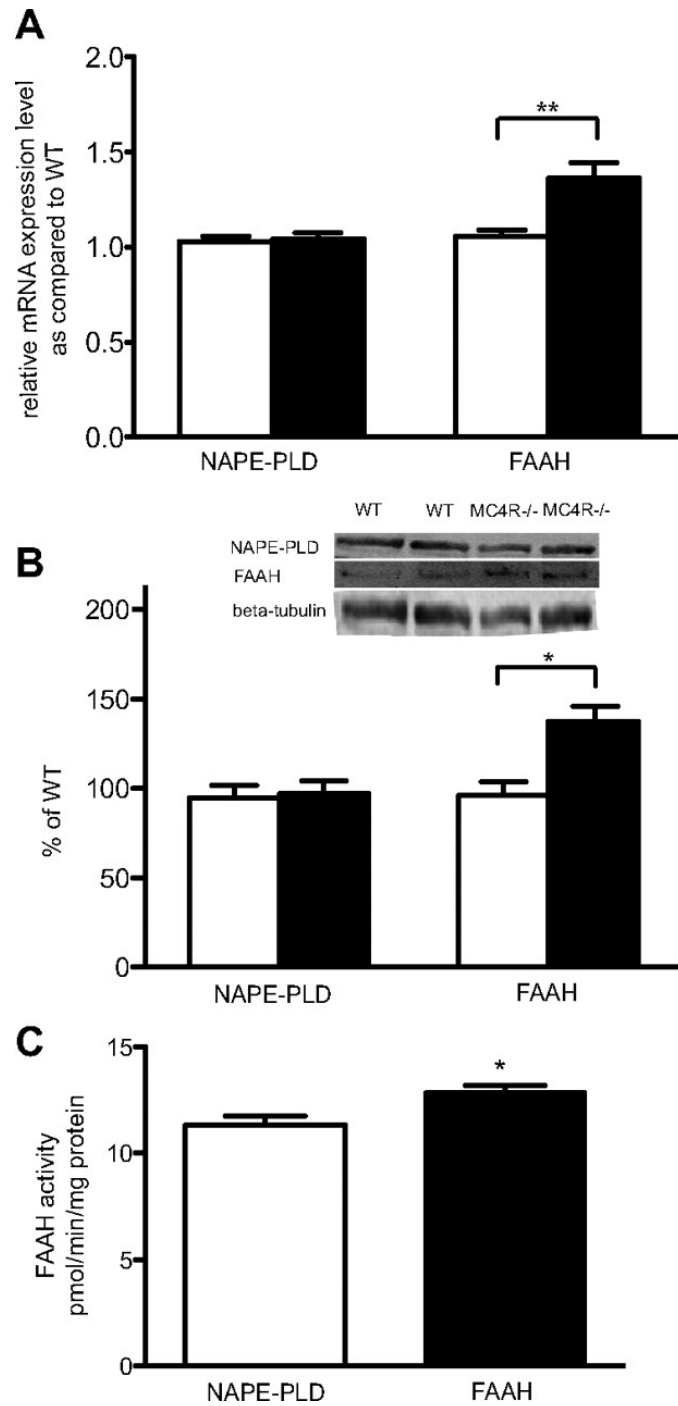 A
relative mRNA expression level
as compared to WT
2.0
1.5
1.0
0.5
0.0
**
NAPE-PLD
FAAH
B
WT WT MC4R-/- MC4R-/-
NAPE-PLD
FAAH
beta-tubulin
% of WT
200
150
100
50
0
*
NAPE-PLD
FAAH
C
FAAH activity
pmol/min/mg protein
15
10
5
0
*
NAPE-PLD
FAAH